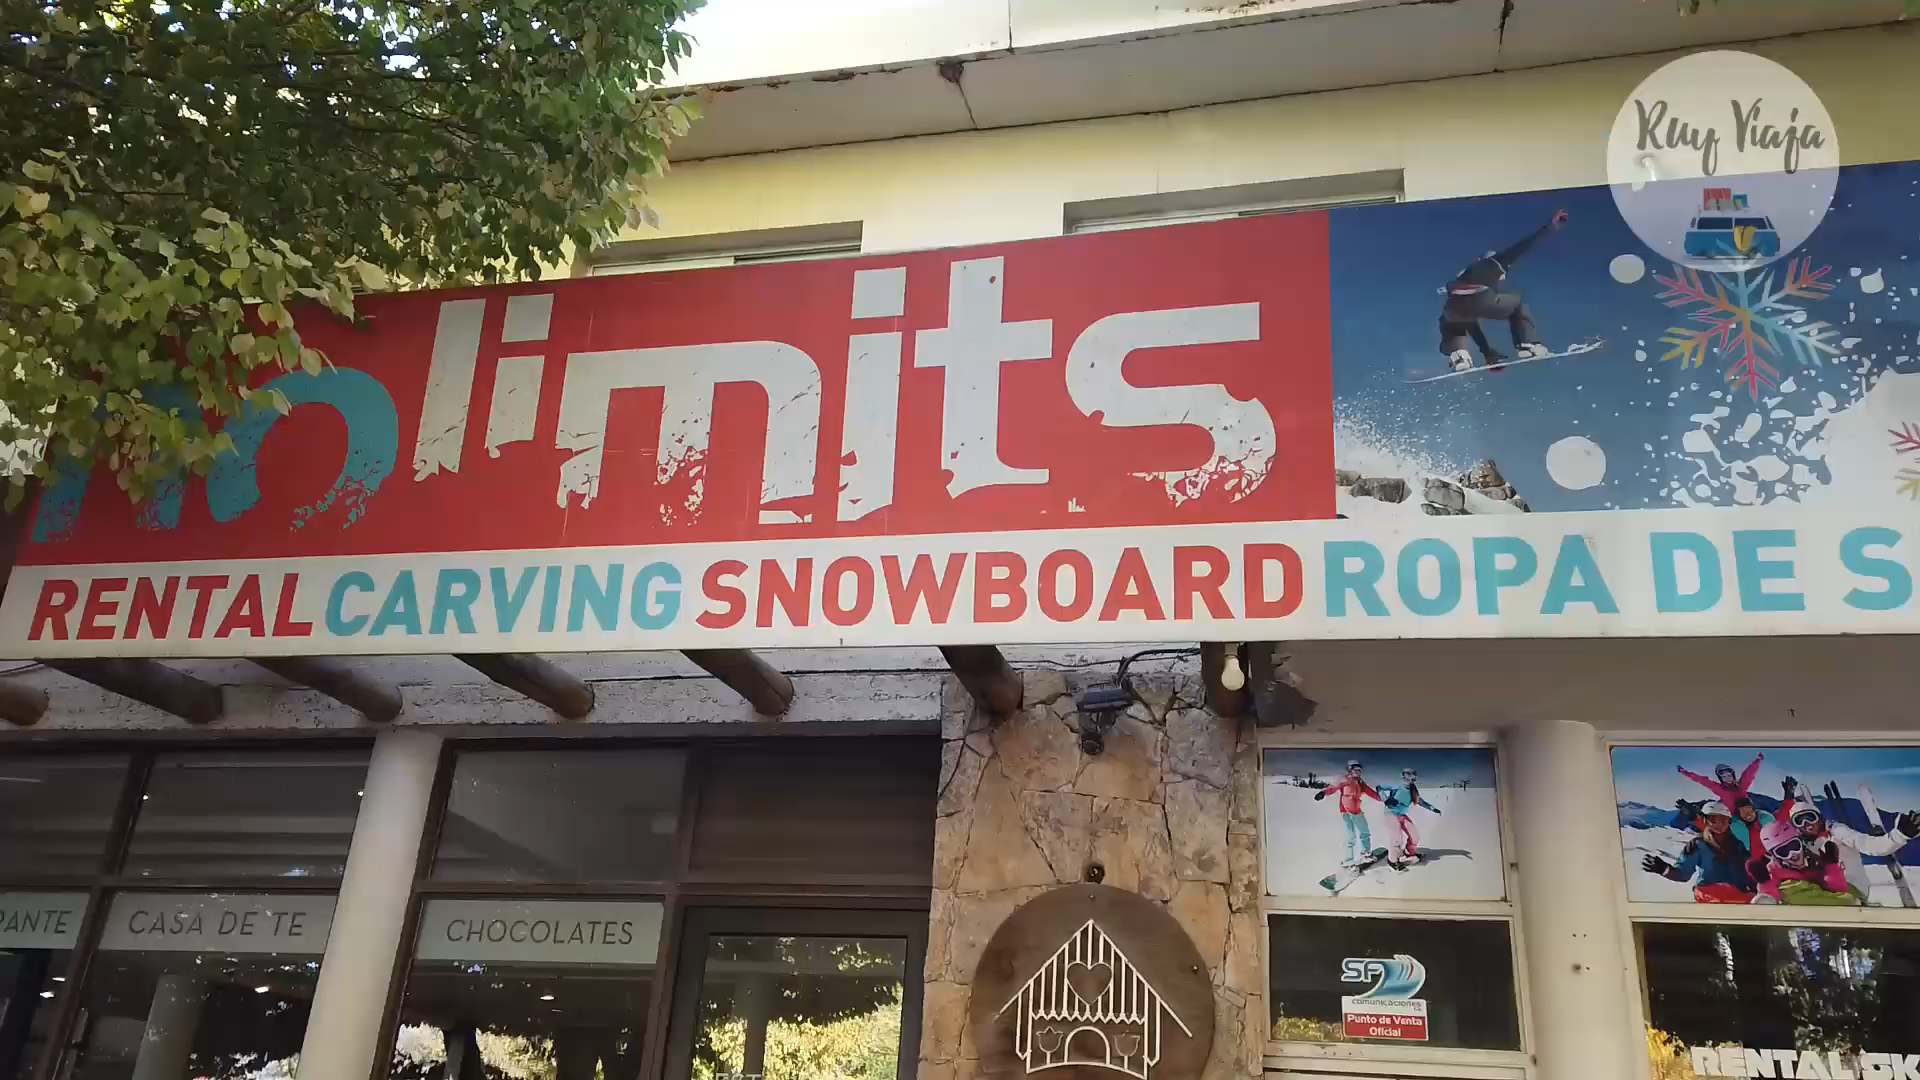 Ruy Viaja
no limits
RENTAL CARVING SNOWBOARD ROPA DE S
CASA DE TE
CHOCOLATES
SF
comunicaciones
Punto de Venta
Oficial
RENTAL SK